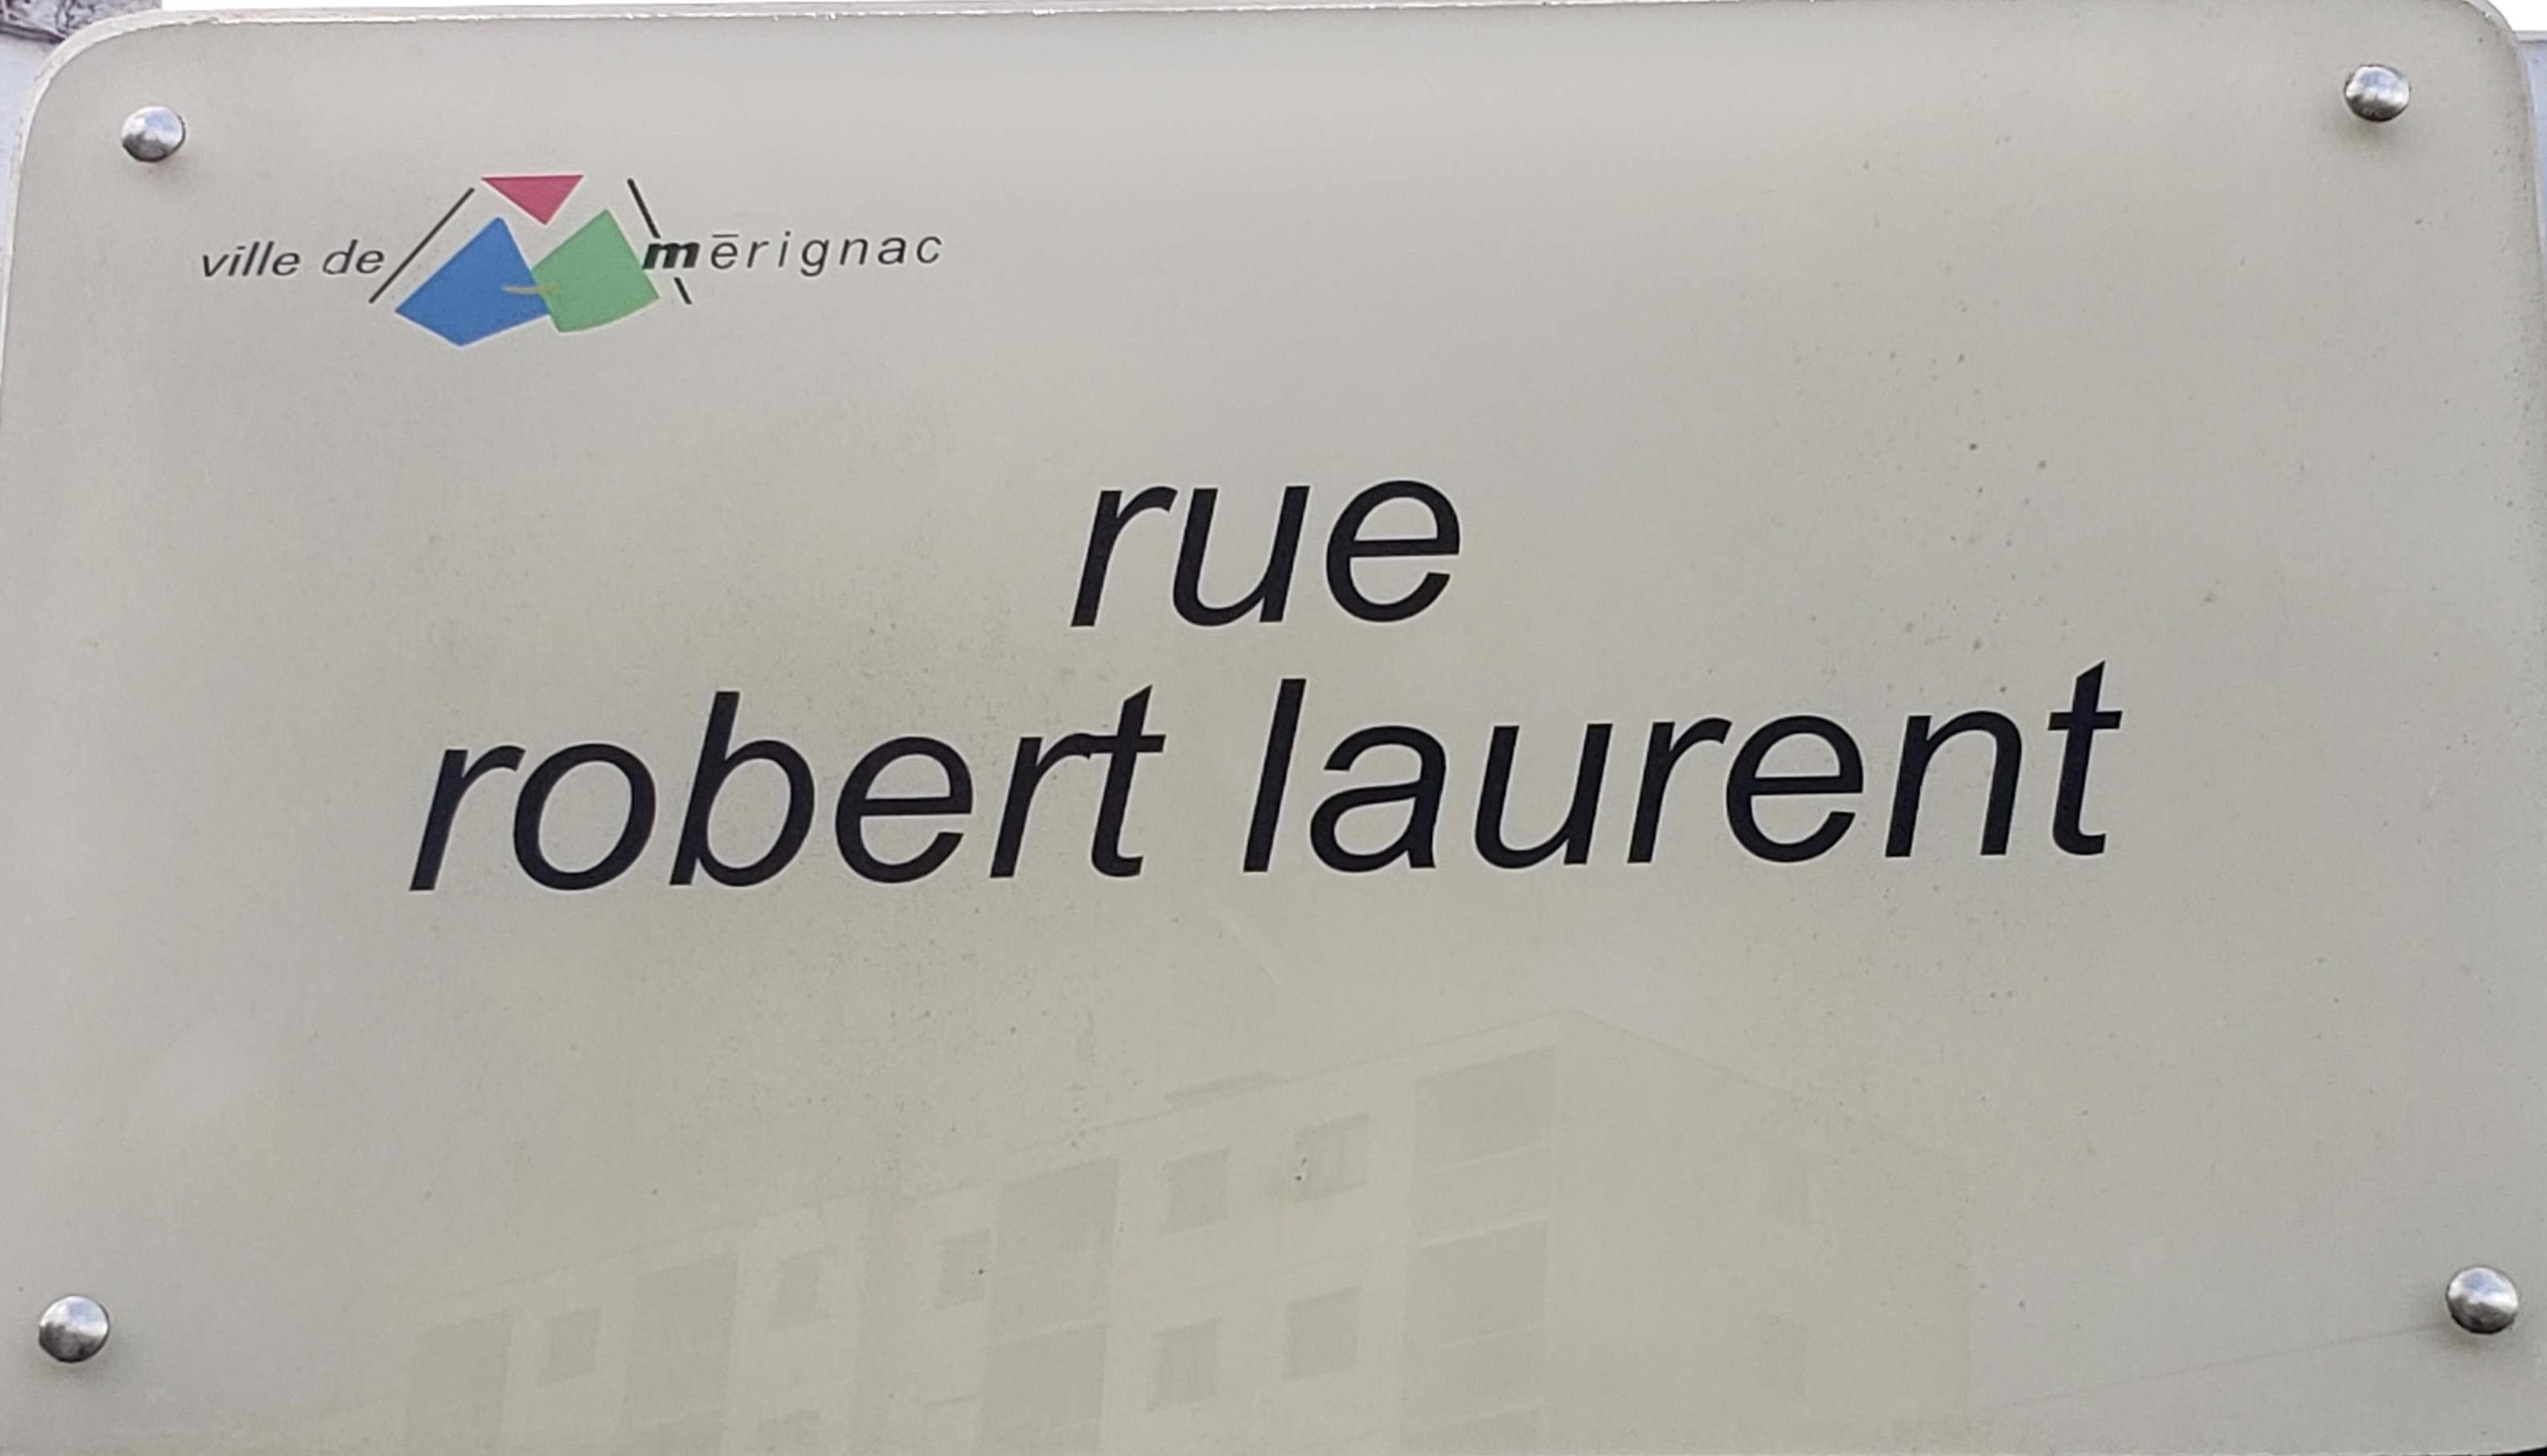 ville de mērignac
rue
robert laurent